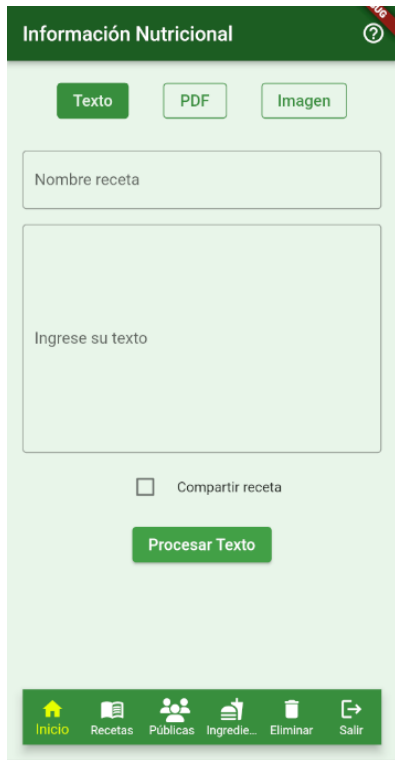 Información Nutricional
Texto
PDF
Imagen
Nombre receta
Ingrese su texto
Compartir receta
Procesar Texto
Inicio
Recetas
Públicas
Ingredie...
Eliminar
Salir